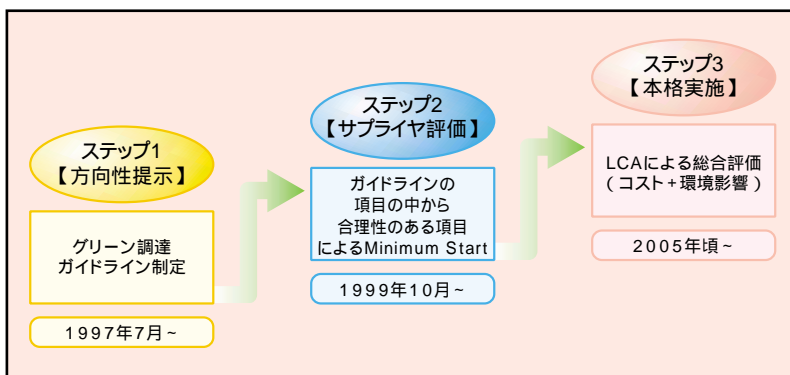 ステップ1
【方向性提示】
グリーン調達
ガイドライン制定
1997年7月~
ステップ2
【サプライヤ評価】
ガイドラインの
項目の中から
合理性のある項目
によるMinimum Start
1999年10月~
ステップ3
【本格実施】
LCAによる総合評価
(コスト+環境影響)
2005年頃~